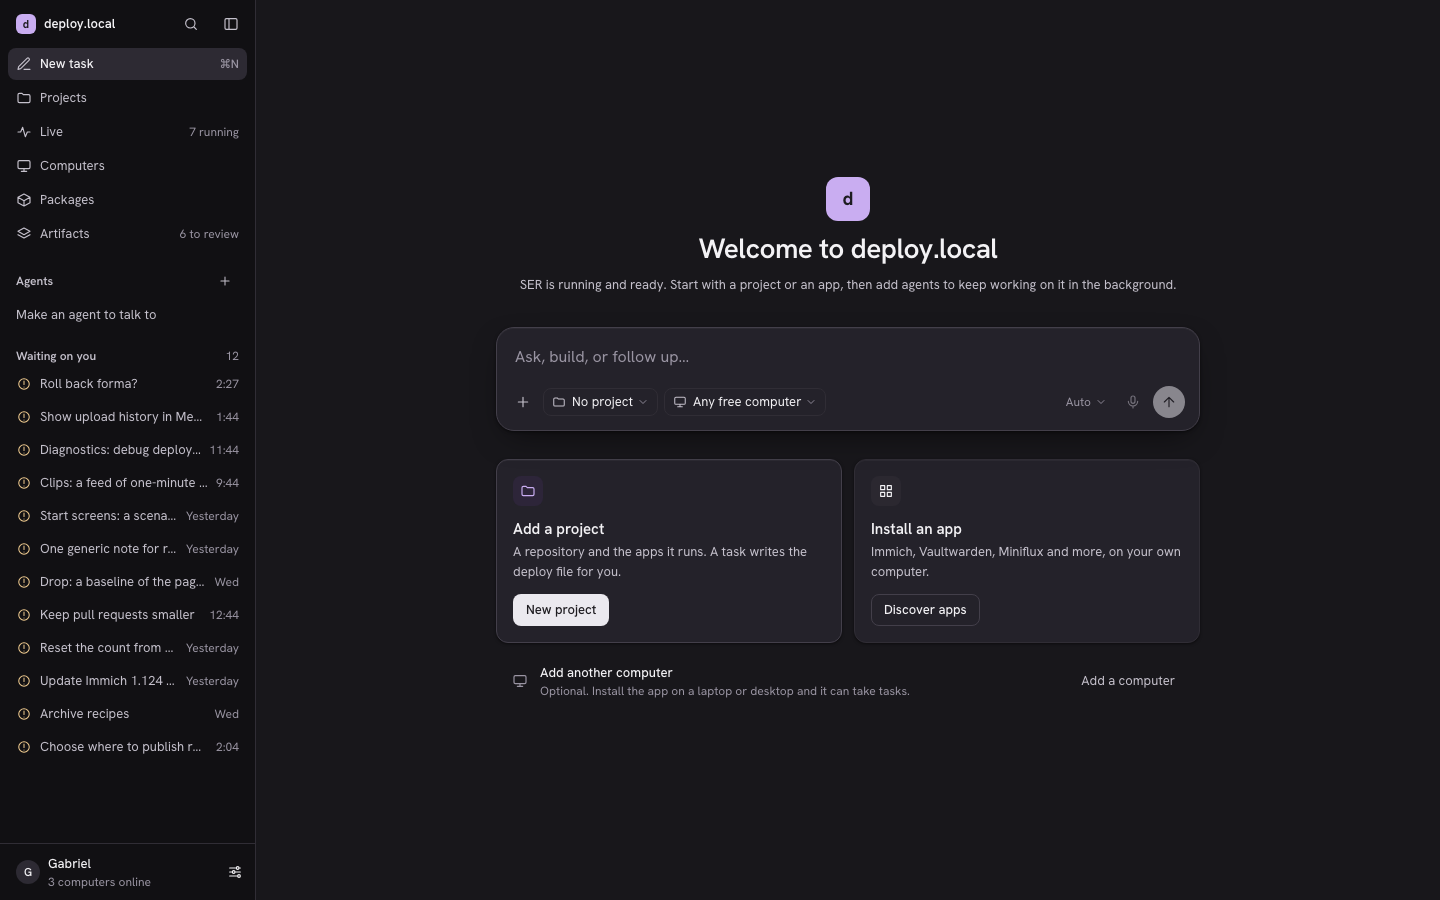 d
deploy.local
New task
⌘N
Projects
Live
7 running
Computers
Packages
Artifacts
6 to review
Agents
Make an agent to talk to
Waiting on you
12
Roll back forma?
2:27
Show upload history in Me...
1:44
Diagnostics: debug deploy...
11:44
Clips: a feed of one-minute ...
9:44
Start screens: a scena...
Yesterday
One generic note for r...
Yesterday
Drop: a baseline of the pag...
Wed
Keep pull requests smaller
12:44
Reset the count from ...
Yesterday
Update Immich 1.124 ...
Yesterday
Archive recipes
Wed
Choose where to publish r...
2:04
G
Gabriel
3 computers online
d
Welcome to deploy.local
SER is running and ready. Start with a project or an app, then add agents to keep working on it in the background.
Ask, build, or follow up...
No project
Any free computer
Auto
Add a project
A repository and the apps it runs. A task writes the
deploy file for you.
New project
Install an app
Immich, Vaultwarden, Miniflux and more, on your own
computer.
Discover apps
Add another computer
Optional. Install the app on a laptop or desktop and it can take tasks.
Add a computer